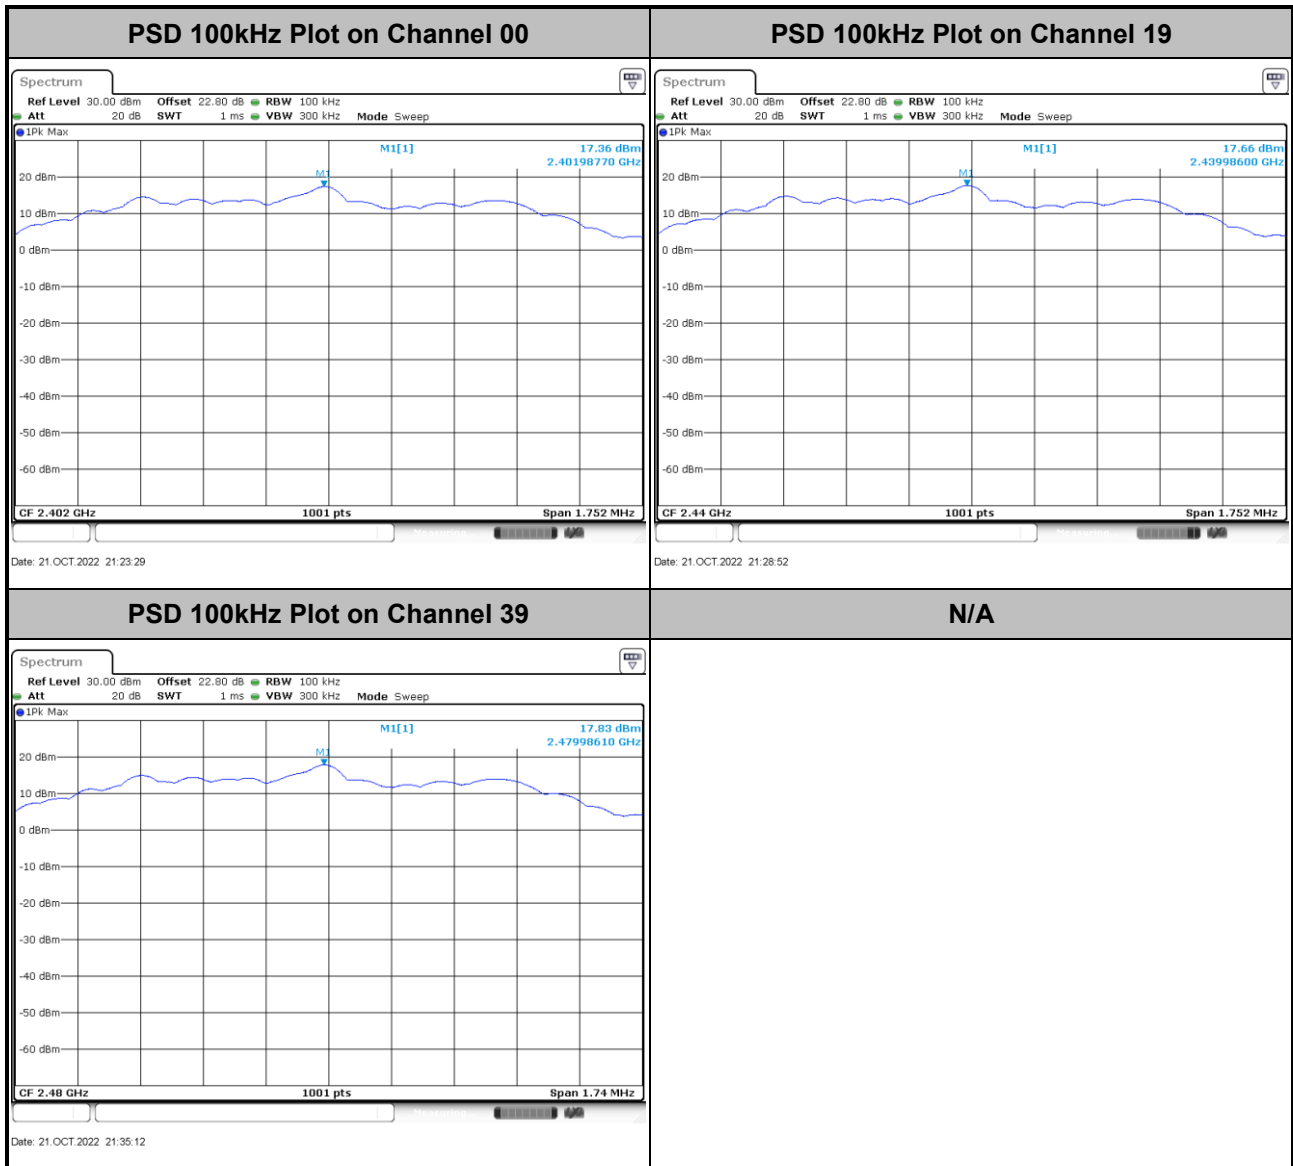 PSD 100kHz Plot on Channel 00
Spectrum
Ref Level 30.00 dBm Offset 22.80 dB RBW 100 kHz
Att 20 dB SWT 1 ms VBW 300 kHz Mode Sweep
1Pk Max
M1[1] 17.36 dBm
2.40198770 GHz
M1
20 dBm
10 dBm
0 dBm
-10 dBm
-20 dBm
-30 dBm
-40 dBm
-50 dBm
-60 dBm
CF 2.402 GHz 1001 pts Span 1.752 MHz
Measuring...
Date: 21.OCT.2022 21:23:29
PSD 100kHz Plot on Channel 19
Spectrum
Ref Level 30.00 dBm Offset 22.80 dB RBW 100 kHz
Att 20 dB SWT 1 ms VBW 300 kHz Mode Sweep
1Pk Max
M1[1] 17.66 dBm
2.43998600 GHz
M1
20 dBm
10 dBm
0 dBm
-10 dBm
-20 dBm
-30 dBm
-40 dBm
-50 dBm
-60 dBm
CF 2.44 GHz 1001 pts Span 1.752 MHz
Measuring...
Date: 21.OCT.2022 21:28:52
PSD 100kHz Plot on Channel 39
Spectrum
Ref Level 30.00 dBm Offset 22.80 dB RBW 100 kHz
Att 20 dB SWT 1 ms VBW 300 kHz Mode Sweep
1Pk Max
M1[1] 17.83 dBm
2.47998610 GHz
M1
20 dBm
10 dBm
0 dBm
-10 dBm
-20 dBm
-30 dBm
-40 dBm
-50 dBm
-60 dBm
CF 2.48 GHz 1001 pts Span 1.74 MHz
Measuring...
Date: 21.OCT.2022 21:35:12
N/A